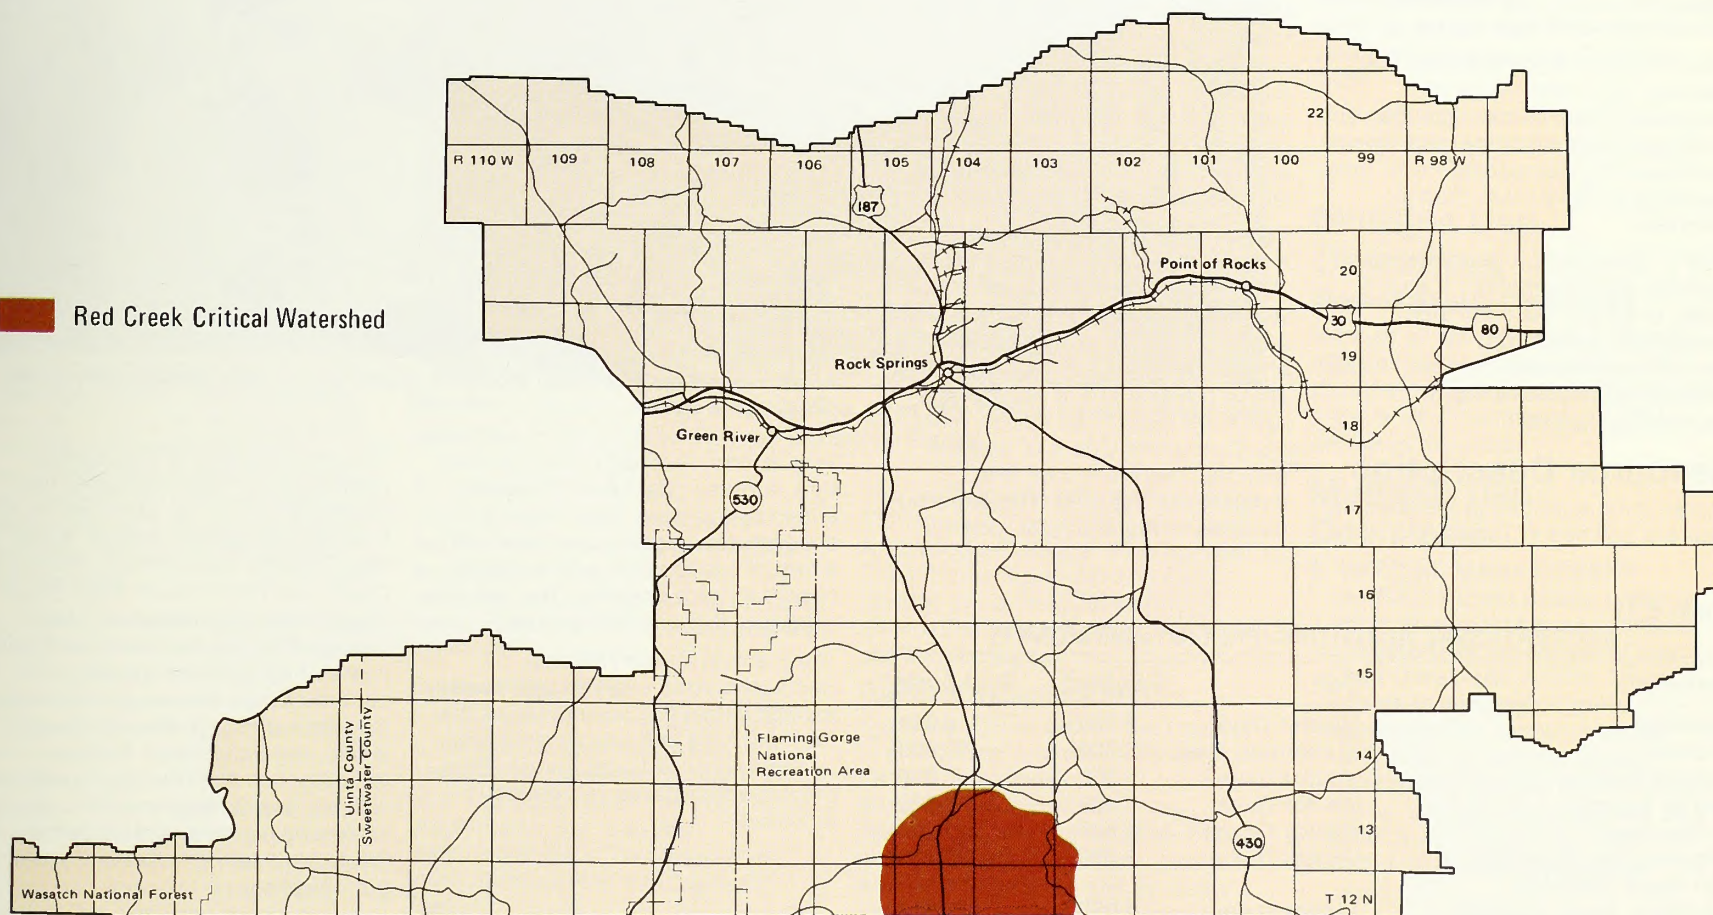 22
R 110 W
109
108
107
106
105
104
103
102
101
100
99
R 98 W
187
Point of Rocks
20
Red Creek Critical Watershed
30
80
19
Rock Springs
18
Green River
530
17
16
15
Uinta County
Sweetwater County
Flaming Gorge
National
Recreation Area
14
13
430
Wasatch National Forest
T 12 N